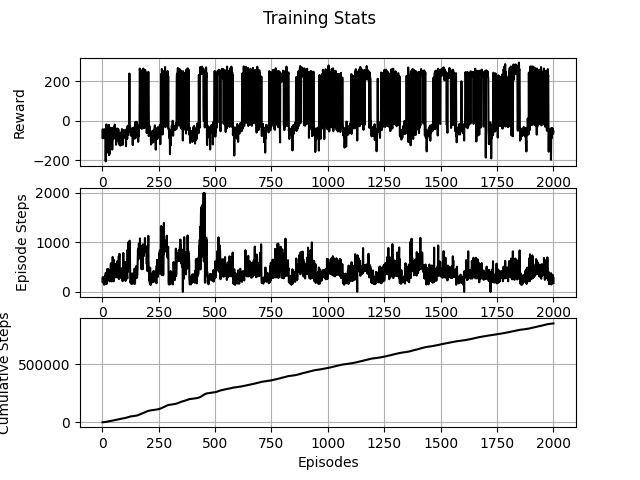 Training Stats
200
0
−200
Reward
0 250 500 750 1000 1250 1500 1750 2000
2000
1000
0
Episode Steps
0 250 500 750 1000 1250 1500 1750 2000
500000
0
Cumulative Steps
0 250 500 750 1000 1250 1500 1750 2000
Episodes